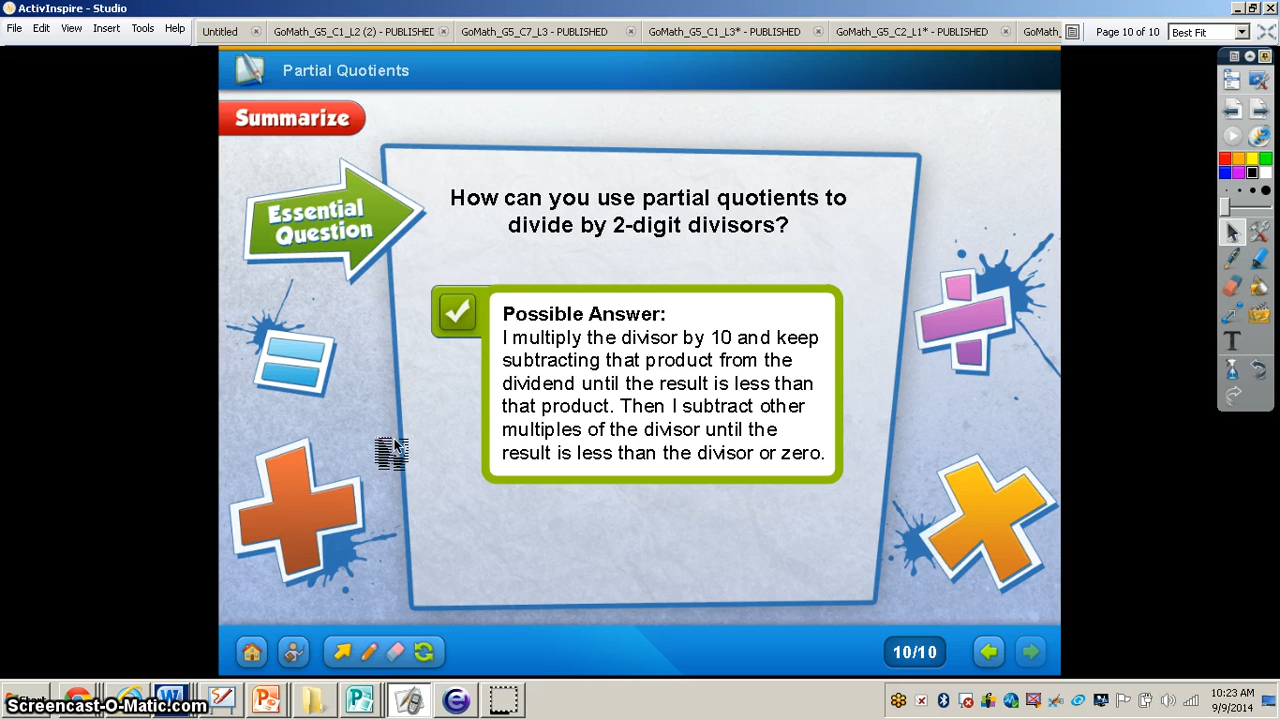 ActivInspire - Studio
File Edit View Insert Tools Help
Untitled GoMath_G5_C1_L2 (2) - PUBLISHED GoMath_G5_C7_L3 - PUBLISHED GoMath_G5_C1_L3* - PUBLISHED GoMath_G5_C2_L1* - PUBLISHED GoMath_
Page 10 of 10 Best Fit
Partial Quotients
Summarize
Essential
Question
How can you use partial quotients to
divide by 2-digit divisors?
Possible Answer:
I multiply the divisor by 10 and keep
subtracting that product from the
dividend until the result is less than
that product. Then I subtract other
multiples of the divisor until the
result is less than the divisor or zero.
10/10
Screencast-O-Matic.com
10:23 AM
9/9/2014